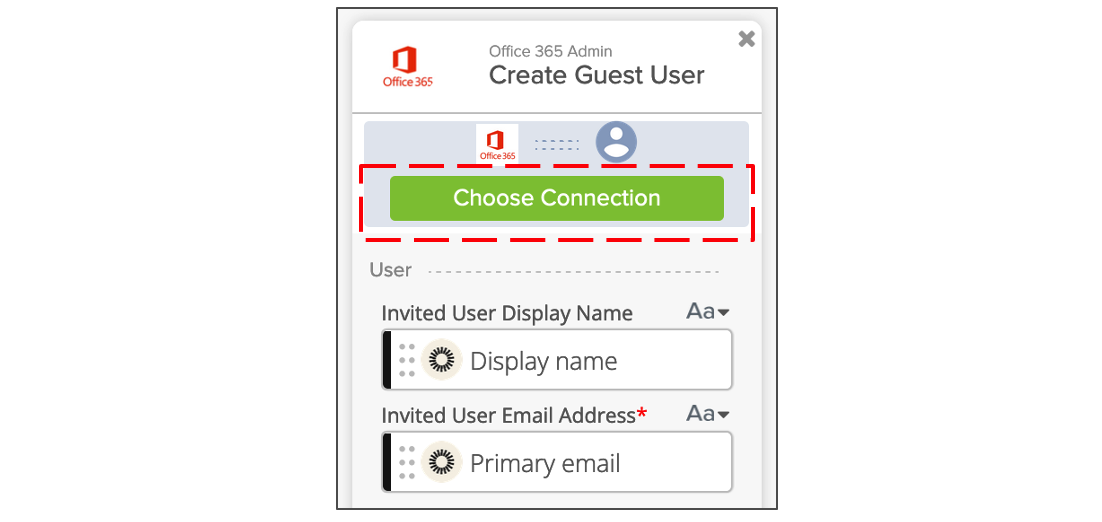 Office 365 Admin
Create Guest User
Office 365
Office 365
Choose Connection
User
Invited User Display Name Aa
Display name
Invited User Email Address* Aa
Primary email